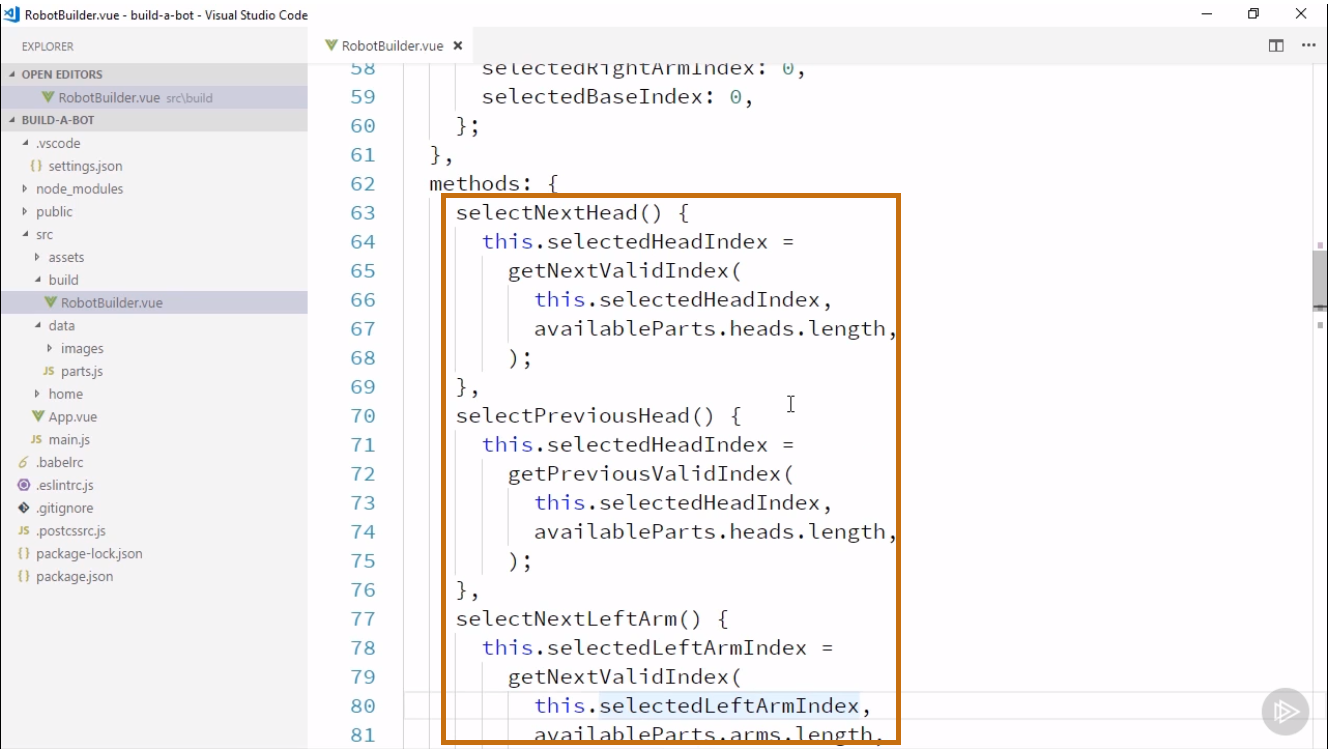 RobotBuilder.vue - build-a-bot - Visual Studio Code
EXPLORER
OPEN EDITORS
RobotBuilder.vue src\build
BUILD-A-BOT
.vscode
{} settings.json
node_modules
public
src
assets
build
RobotBuilder.vue
data
images
JS parts.js
home
App.vue
JS main.js
.babelrc
.eslintrc.js
.gitignore
JS .postcssrc.js
{} package-lock.json
{} package.json
RobotBuilder.vue
58 selectedRightArmIndex: 0,
59 selectedBaseIndex: 0,
60 };
61 },
62 methods: {
63 selectNextHead() {
64 this.selectedHeadIndex =
65 getNextValidIndex(
66 this.selectedHeadIndex,
67 availableParts.heads.length,
68 );
69 },
70 selectPreviousHead() {
71 this.selectedHeadIndex =
72 getPreviousValidIndex(
73 this.selectedHeadIndex,
74 availableParts.heads.length,
75 );
76 },
77 selectNextLeftArm() {
78 this.selectedLeftArmIndex =
79 getNextValidIndex(
80 this.selectedLeftArmIndex,
81 availableParts.arms.length,